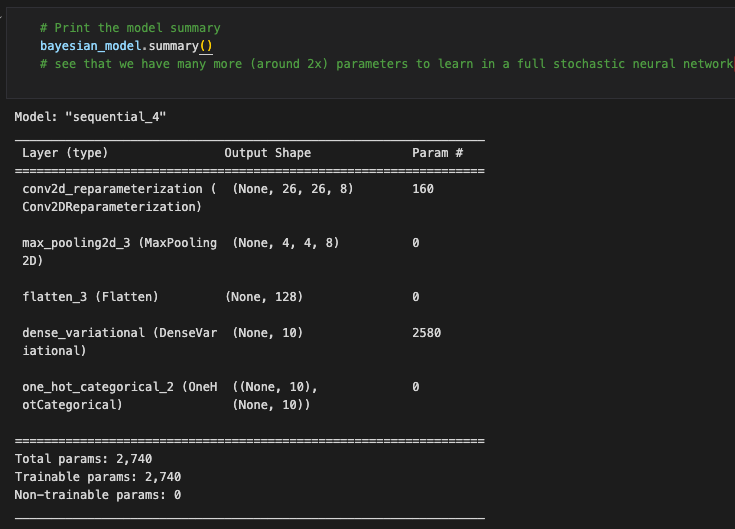 # Print the model summary
bayesian_model.summary()
# see that we have many more (around 2x) parameters to learn in a full stochastic neural network
Model: "sequential_4"
Layer (type) Output Shape Param #
conv2d_reparameterization ( (None, 26, 26, 8) 160
Conv2DReparameterization)
max_pooling2d_3 (MaxPooling (None, 4, 4, 8) 0
2D)
flatten_3 (Flatten) (None, 128) 0
dense_variational (DenseVar (None, 10) 2580
iational)
one_hot_categorical_2 (OneH ((None, 10), 0
otCategorical) (None, 10))
Total params: 2,740
Trainable params: 2,740
Non-trainable params: 0